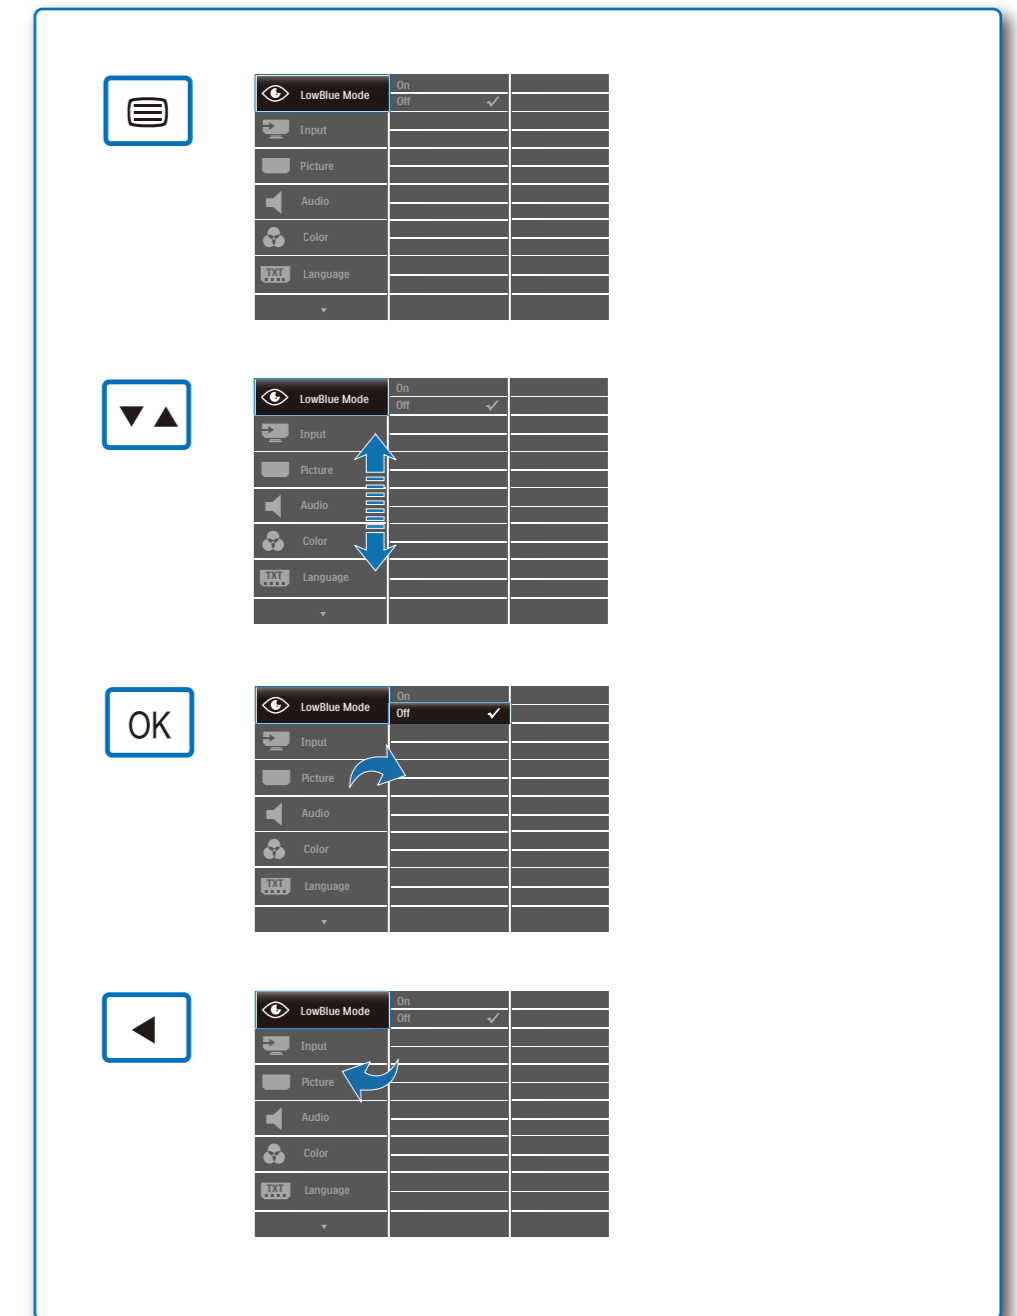 LowBlue Mode
On
Off
Input
Picture
Audio
Color
TXT
Language
LowBlue Mode
On
Off
Input
Picture
Audio
Color
TXT
Language
OK
LowBlue Mode
On
Off
Input
Picture
Audio
Color
TXT
Language
LowBlue Mode
On
Off
Input
Picture
Audio
Color
TXT
Language